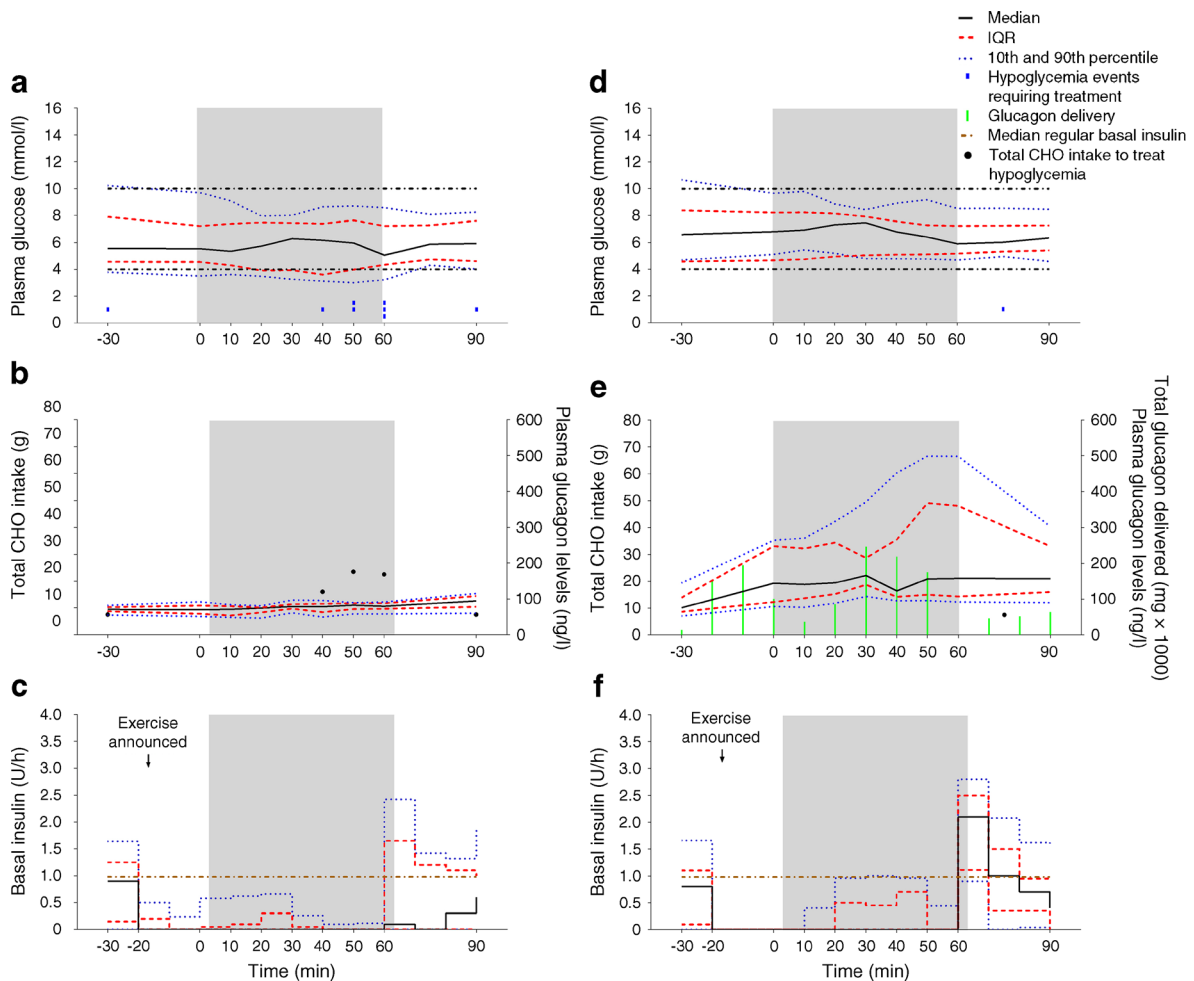 Median
IQR
10th and 90th percentile
Hypoglycemia events
requiring treatment
Glucagon delivery
Median regular basal insulin
Total CHO intake to treat
hypoglycemia
a
Plasma glucose (mmol/l)
16
14
12
10
8
6
4
2
0
-30 0 10 20 30 40 50 60 90
d
Plasma glucose (mmol/l)
16
14
12
10
8
6
4
2
0
-30 0 10 20 30 40 50 60 90
b
Total CHO intake (g)
80
70
60
50
40
30
20
10
0
-30 0 10 20 30 40 50 60 90
600
500
400
300
200
100
0
Plasma glucagon lelvels (ng/l)
e
Total CHO intake (g)
80
70
60
50
40
30
20
10
0
-30 0 10 20 30 40 50 60 90
600
500
400
300
200
100
0
Total glucagon delivered (mg × 1000)
Plasma glucagon levels (ng/l)
c
Basal insulin (U/h)
4.0
3.5
3.0
2.5
2.0
1.5
1.0
0.5
0
Exercise
announced
-30 -20 0 10 20 30 40 50 60 90
Time (min)
f
Basal insulin (U/h)
4.0
3.5
3.0
2.5
2.0
1.5
1.0
0.5
0
Exercise
announced
-30 -20 0 10 20 30 40 50 60 90
Time (min)